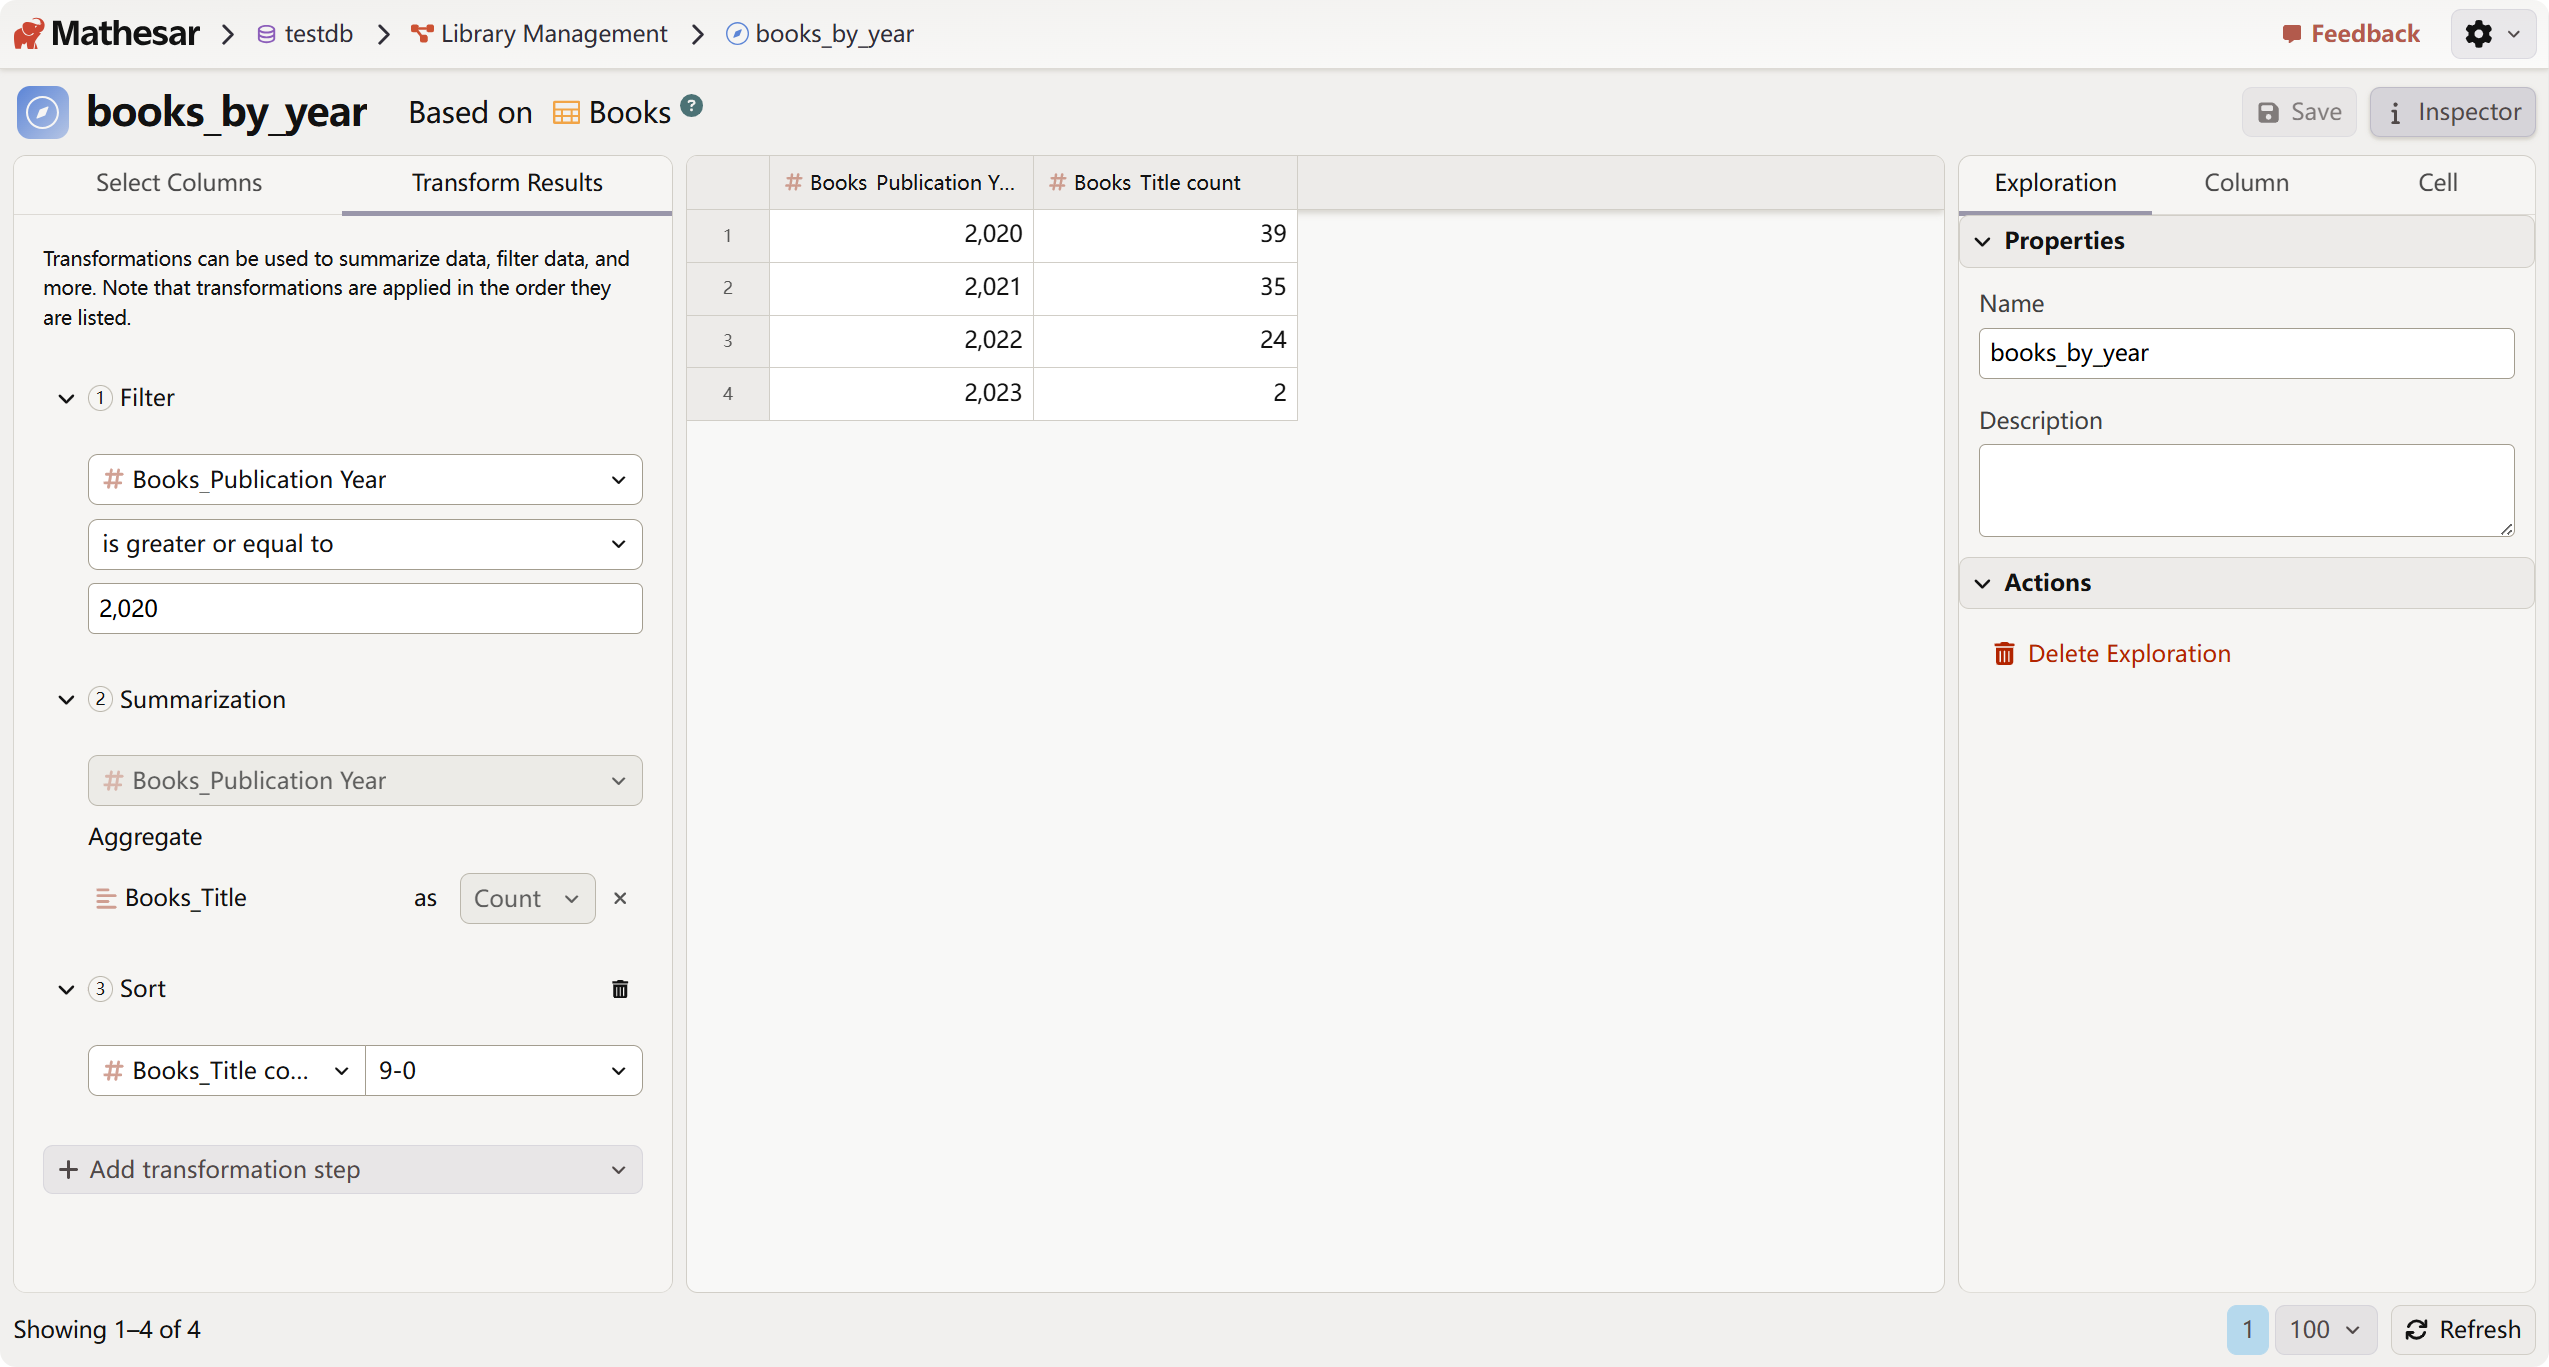 Mathesar testdb Library Management books_by_year Feedback
books_by_year Based on Books ? Save Inspector
Select Columns Transform Results
Transformations can be used to summarize data, filter data, and
more. Note that transformations are applied in the order they
are listed.
1 Filter
# Books_Publication Year
is greater or equal to
2,020
2 Summarization
# Books_Publication Year
Aggregate
Books_Title as Count ×
3 Sort
# Books_Title co... 9-0
+ Add transformation step
# Books Publication Y... # Books Title count
1 2,020 39
2 2,021 35
3 2,022 24
4 2,023 2
Exploration Column Cell
Properties
Name
books_by_year
Description
Actions
Delete Exploration
Showing 1–4 of 4 1 100 Refresh